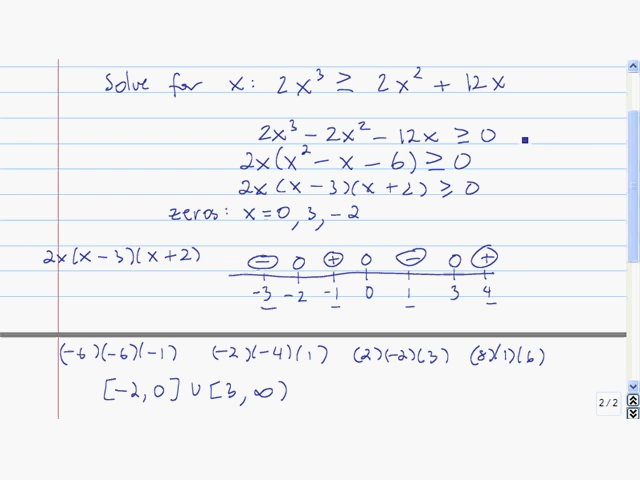 Solve for x: 2x³ ≥ 2x² + 12x
2x³ - 2x² - 12x ≥ 0
2x(x² - x - 6) ≥ 0
2x(x-3)(x+2) ≥ 0
zeros: x = 0, 3, -2
2x(x-3)(x+2) ⊖ 0 ⊕ 0 ⊖ 0 ⊕
-3 -2 -1 0 1 3 4
(-6)(-6)(-1) (-2)(-4)(1) (2)(-2)(3) (8)(1)(6)
[-2, 0] ∪ [3, ∞)
2/2